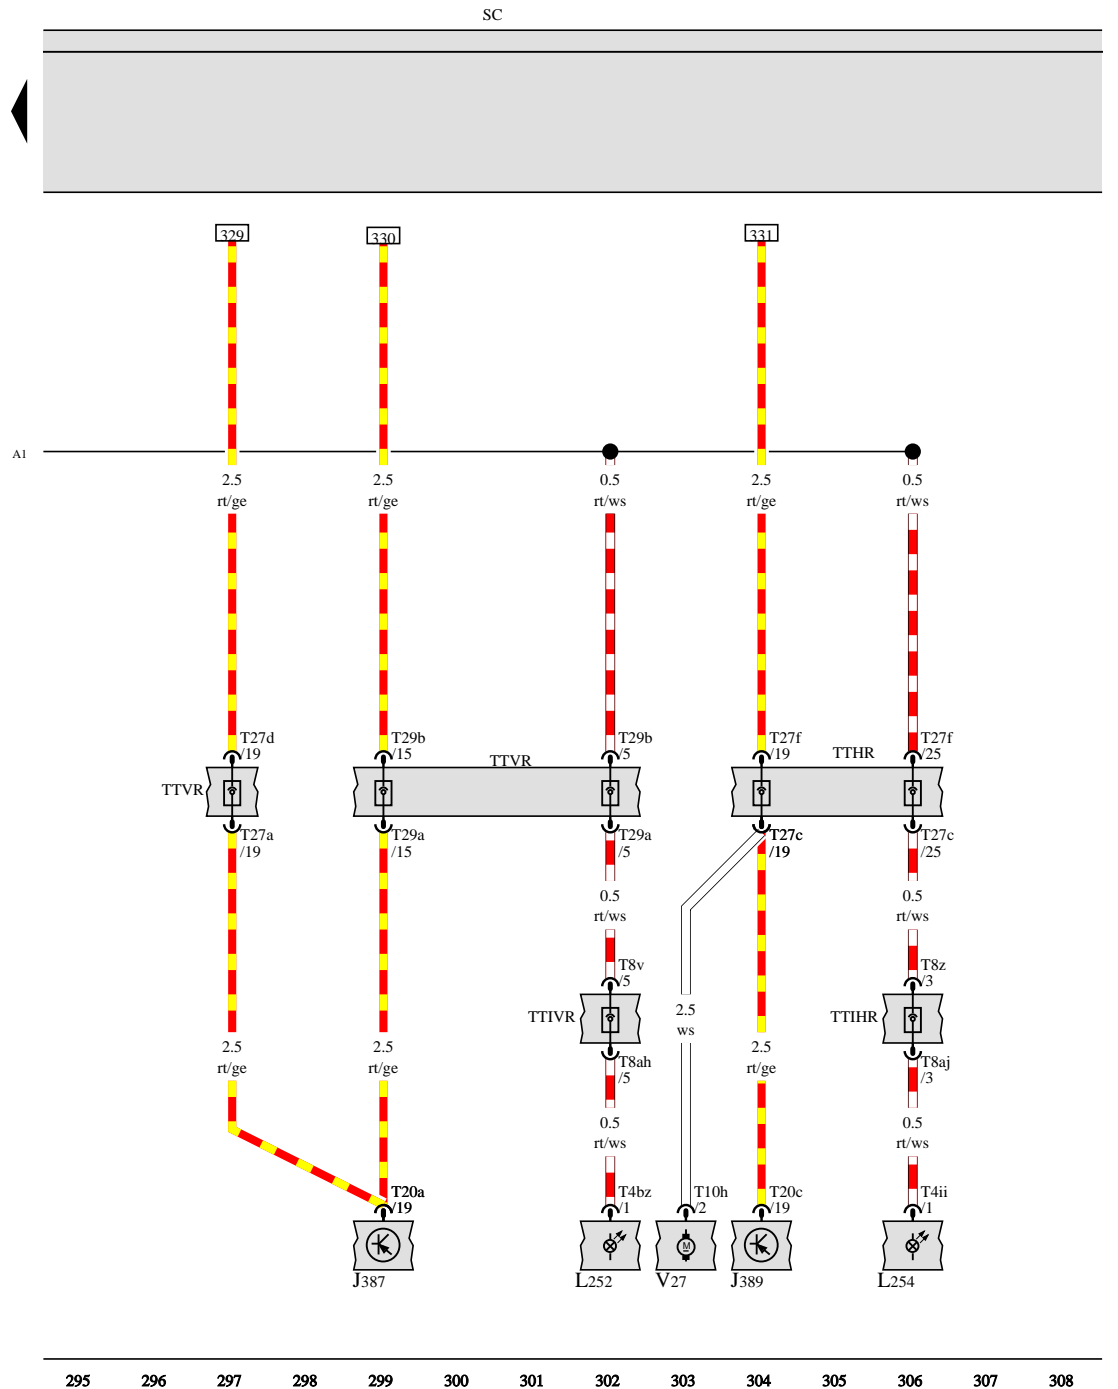 SC
329
330
331
A1
2.5
rt/ge
2.5
rt/ge
0.5
rt/ws
2.5
rt/ge
0.5
rt/ws
T27d
/19
T29b
/15
T29b
/5
T27f
/19
T27f
/25
TTVR
TTVR
TTHR
T27a
/19
T29a
/15
T29a
/5
T27c
/19
T27c
/25
0.5
rt/ws
0.5
rt/ws
T8v
/5
T8z
/3
TTIVR
2.5
ws
TTIHR
2.5
rt/ge
2.5
rt/ge
2.5
rt/ge
T8ah
/5
T8aj
/3
0.5
rt/ws
0.5
rt/ws
T20a
/19
T4bz
/1
T10h
/2
T20c
/19
T4ii
/1
M
J387
L252
V27
J389
L254
295 296 297 298 299 300 301 302 303 304 305 306 307 308